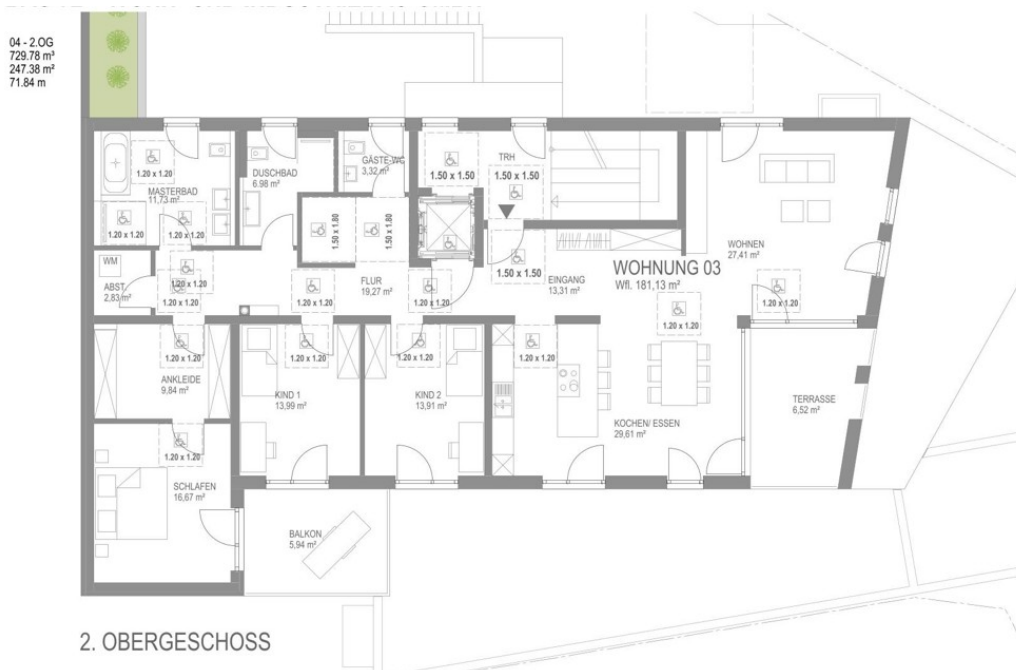 04 - 2.OG
729.78 m³
247.38 m²
71.84 m
1.20 x 1.20
MASTERBAD
11,73 m²
1.20 x 1.20
1.20 x 1.20
DUSCHBAD
6.98 m²
GÄSTE-WC
3,32 m²
1.50 x 1.50
TRH
1.50 x 1.50
1.50 x 1.80
1.50 x 1.80
WM
ABST.
2,83 m²
1.20 x 1.20
1.20 x 1.20
1.20 x 1.20
FLUR
19,27 m²
1.20 x 1.20
1.50 x 1.50
EINGANG
13,31 m²
WOHNUNG 03
Wfl. 181,13 m²
WOHNEN
27,41 m²
1.20 x 1.20
1.20 x 1.20
1.20 x 1.20
ANKLEIDE
9,84 m²
1.20 x 1.20
KIND 1
13,99 m²
1.20 x 1.20
KIND 2
13,91 m²
1.20 x 1.20
KOCHEN/ ESSEN
29,61 m²
TERRASSE
6,52 m²
1.20 x 1.20
SCHLAFEN
16,67 m²
BALKON
5,94 m²
2. OBERGESCHOSS